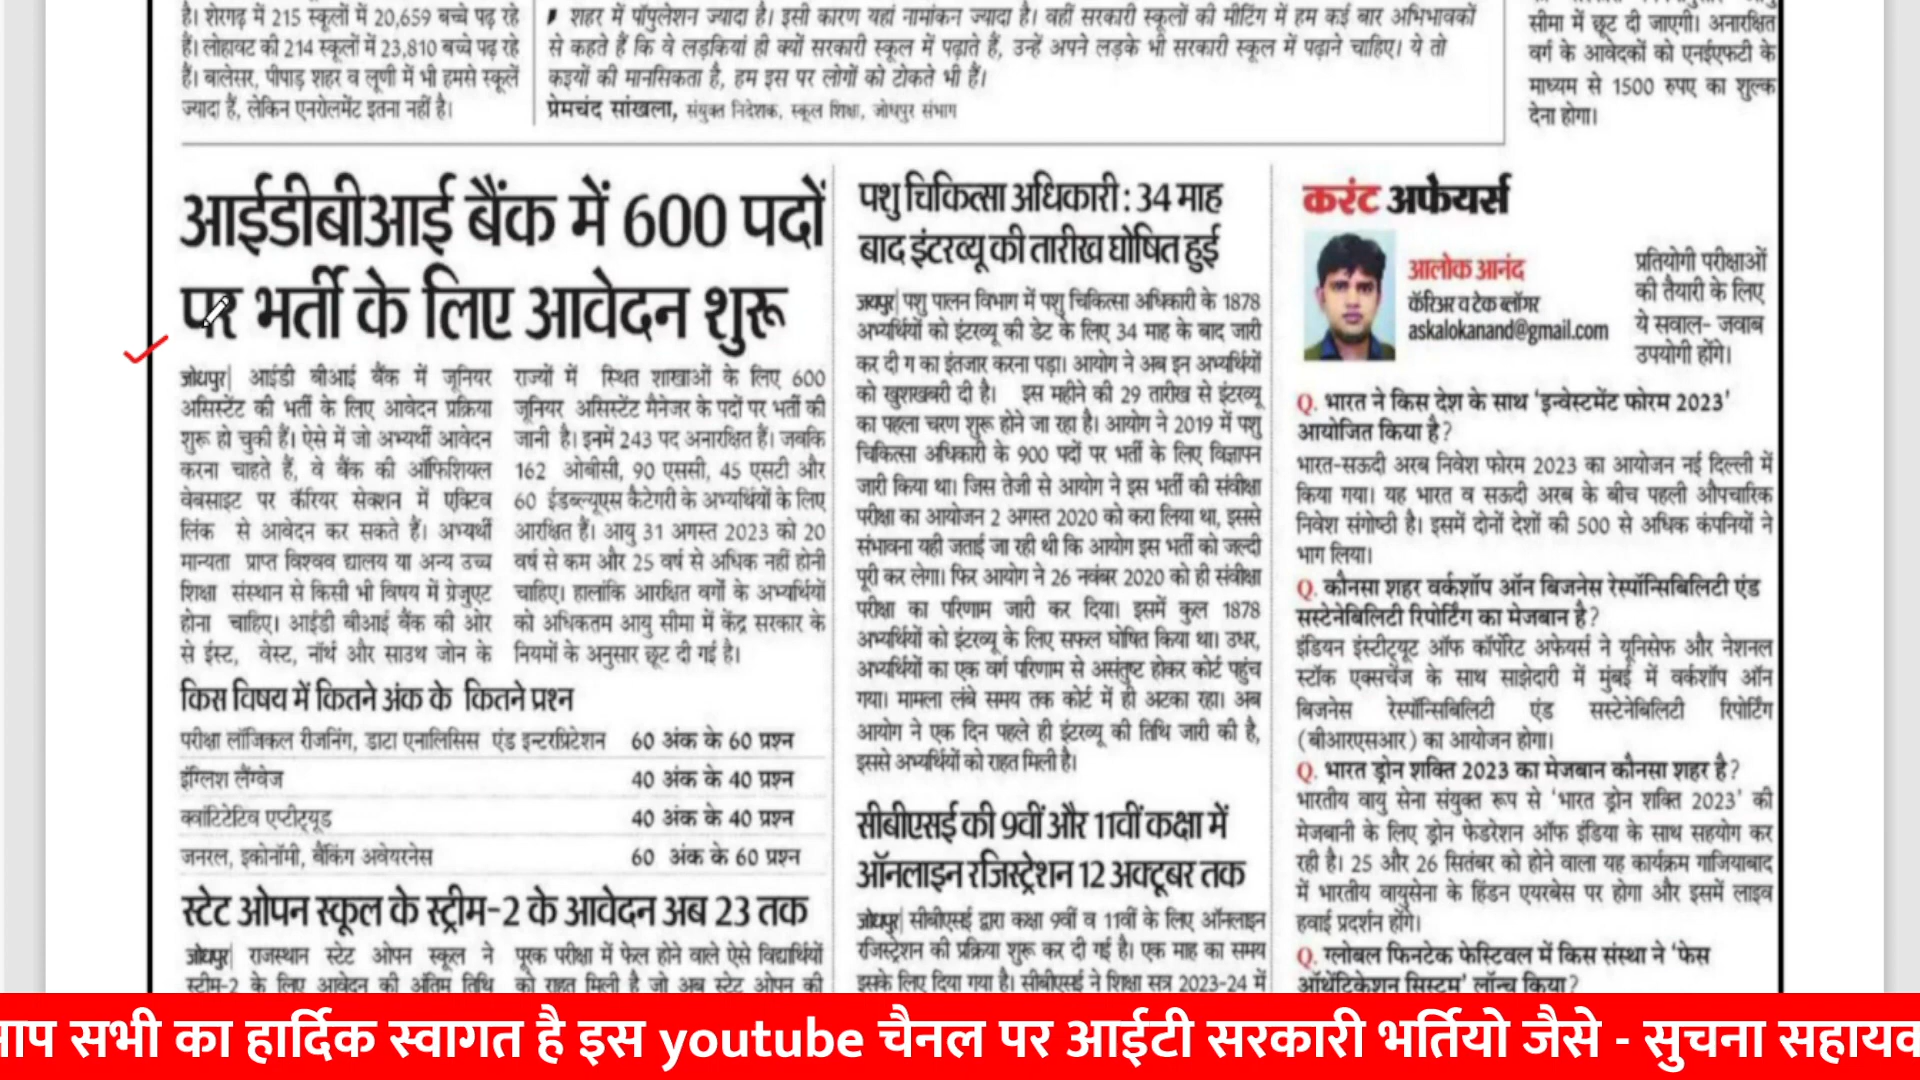 है। शेरगढ़ में 215 स्कूलों में 20,659 बच्चे पढ़ रहे
हैं। लोहावट की 214 स्कूलों में 23,810 बच्चे पढ़ रहे
हैं। बालेसर, पीपाड़ शहर व लूणी में भी हमसे स्कूलें
ज्यादा हैं, लेकिन एनरोलमेंट इतना नहीं है।
शहर में पॉपुलेशन ज्यादा है। इसी कारण यहां नामांकन ज्यादा है। वहीं सरकारी स्कूलों की मीटिंग में हम कई बार अभिभावकों
से कहते हैं कि वे लड़कियां ही क्यों सरकारी स्कूल में पढ़ाते हैं, उन्हें अपने लड़के भी सरकारी स्कूल में पढ़ाने चाहिए। ये तो
कइयों की मानसिकता है, हम इस पर लोगों को टोकते भी हैं।
प्रेमचंद सांखला, संयुक्त निदेशक, स्कूल शिक्षा, जोधपुर संभाग
सीमा में छूट दी जाएगी। अनारक्षित
वर्ग के आवेदकों को एनईएफटी के
माध्यम से 1500 रुपए का शुल्क
देना होगा।
आईडीबीआई बैंक में 600 पदों
पर भर्ती के लिए आवेदन शुरू
जोधपुर| आईडी बीआई बैंक में जूनियर
असिस्टेंट की भर्ती के लिए आवेदन प्रक्रिया
शुरू हो चुकी हैं। ऐसे में जो अभ्यर्थी आवेदन
करना चाहते हैं, वे बैंक की ऑफिशियल
वेबसाइट पर कॅरियर सेक्शन में एक्टिव
लिंक से आवेदन कर सकते हैं। अभ्यर्थी
मान्यता प्राप्त विश्वव द्यालय या अन्य उच्च
शिक्षा संस्थान से किसी भी विषय में ग्रेजुएट
होना चाहिए। आईडी बीआई बैंक की ओर
से ईस्ट, वेस्ट, नॉर्थ और साउथ जोन के
राज्यों में स्थित शाखाओं के लिए 600
जूनियर असिस्टेंट मैनेजर के पदों पर भर्ती की
जानी है। इनमें 243 पद अनारक्षित हैं। जबकि
162 ओबीसी, 90 एससी, 45 एसटी और
60 ईडब्ल्यूएस कैटेगरी के अभ्यर्थियों के लिए
आरक्षित हैं। आयु 31 अगस्त 2023 को 20
वर्ष से कम और 25 वर्ष से अधिक नहीं होनी
चाहिए। हालांकि आरक्षित वर्गों के अभ्यर्थियों
को अधिकतम आयु सीमा में केंद्र सरकार के
नियमों के अनुसार छूट दी गई है।
किस विषय में कितने अंक के कितने प्रश्न
परीक्षा लॉजिकल रीजनिंग, डाटा एनालिसिस एंड इन्टरप्रिटेशन 60 अंक के 60 प्रश्न
इंग्लिश लैंग्वेज 40 अंक के 40 प्रश्न
क्वांटिटेटिव एप्टीट्यूड 40 अंक के 40 प्रश्न
जनरल, इकोनॉमी, बैंकिंग अवेयरनेस 60 अंक के 60 प्रश्न
स्टेट ओपन स्कूल के स्ट्रीम-2 के आवेदन अब 23 तक
जोधपुर| राजस्थान स्टेट ओपन स्कूल ने
स्ट्रीम-2 के लिए आवेदन की अंतिम तिथि
पूरक परीक्षा में फेल होने वाले ऐसे विद्यार्थियों
को राहत मिली है जो अब स्टेट ओपन की
पशु चिकित्सा अधिकारी : 34 माह
बाद इंटरव्यू की तारीख घोषित हुई
जयपुर| पशु पालन विभाग में पशु चिकित्सा अधिकारी के 1878
अभ्यर्थियों को इंटरव्यू की डेट के लिए 34 माह के बाद जारी
कर दी ग का इंतजार करना पड़ा। आयोग ने अब इन अभ्यर्थियों
को खुशखबरी दी है। इस महीने की 29 तारीख से इंटरव्यू
का पहला चरण शुरू होने जा रहा है। आयोग ने 2019 में पशु
चिकित्सा अधिकारी के 900 पदों पर भर्ती के लिए विज्ञापन
जारी किया था। जिस तेजी से आयोग ने इस भर्ती की संवीक्षा
परीक्षा का आयोजन 2 अगस्त 2020 को करा लिया था, इससे
संभावना यही जताई जा रही थी कि आयोग इस भर्ती को जल्दी
पूरी कर लेगा। फिर आयोग ने 26 नवंबर 2020 को ही संवीक्षा
परीक्षा का परिणाम जारी कर दिया। इसमें कुल 1878
अभ्यर्थियों को इंटरव्यू के लिए सफल घोषित किया था। उधर,
अभ्यर्थियों का एक वर्ग परिणाम से असंतुष्ट होकर कोर्ट पहुंच
गया। मामला लंबे समय तक कोर्ट में ही अटका रहा। अब
आयोग ने एक दिन पहले ही इंटरव्यू की तिथि जारी की है,
इससे अभ्यर्थियों को राहत मिली है।
सीबीएसई की 9वीं और 11वीं कक्षा में
ऑनलाइन रजिस्ट्रेशन 12 अक्टूबर तक
जोधपुर| सीबीएसई द्वारा कक्षा 9वीं व 11वीं के लिए ऑनलाइन
रजिस्ट्रेशन की प्रक्रिया शुरू कर दी गई है। एक माह का समय
इसके लिए दिया गया है। सीबीएसई ने शिक्षा सत्र 2023-24 में
करंट अफेयर्स
आलोक आनंद
कॅरिअर व टेक ब्लॉगर
askalokanand@gmail.com
प्रतियोगी परीक्षाओं
की तैयारी के लिए
ये सवाल- जवाब
उपयोगी होंगे।
Q. भारत ने किस देश के साथ ‘इन्वेस्टमेंट फोरम 2023’
आयोजित किया है?
भारत-सऊदी अरब निवेश फोरम 2023 का आयोजन नई दिल्ली में
किया गया। यह भारत व सऊदी अरब के बीच पहली औपचारिक
निवेश संगोष्ठी है। इसमें दोनों देशों की 500 से अधिक कंपनियों ने
भाग लिया।
Q. कौनसा शहर वर्कशॉप ऑन बिजनेस रेस्पॉन्सिबिलिटी एंड
सस्टेनेबिलिटी रिपोर्टिंग का मेजबान है?
इंडियन इंस्टीट्यूट ऑफ कॉर्पोरेट अफेयर्स ने यूनिसेफ और नेशनल
स्टॉक एक्सचेंज के साथ साझेदारी में मुंबई में वर्कशॉप ऑन
बिजनेस रेस्पॉन्सिबिलिटी एंड सस्टेनेबिलिटी रिपोर्टिंग
(बीआरएसआर) का आयोजन होगा।
Q. भारत ड्रोन शक्ति 2023 का मेजबान कौनसा शहर है?
भारतीय वायु सेना संयुक्त रूप से ‘भारत ड्रोन शक्ति 2023’ की
मेजबानी के लिए ड्रोन फेडरेशन ऑफ इंडिया के साथ सहयोग कर
रही है। 25 और 26 सितंबर को होने वाला यह कार्यक्रम गाजियाबाद
में भारतीय वायुसेना के हिंडन एयरबेस पर होगा और इसमें लाइव
हवाई प्रदर्शन होंगे।
Q. ग्लोबल फिनटेक फेस्टिवल में किस संस्था ने ‘फेस
ऑथेंटिकेशन सिस्टम’ लॉन्च किया?
आप सभी का हार्दिक स्वागत है इस youtube चैनल पर आईटी सरकारी भर्तियो जैसे - सुचना सहायक